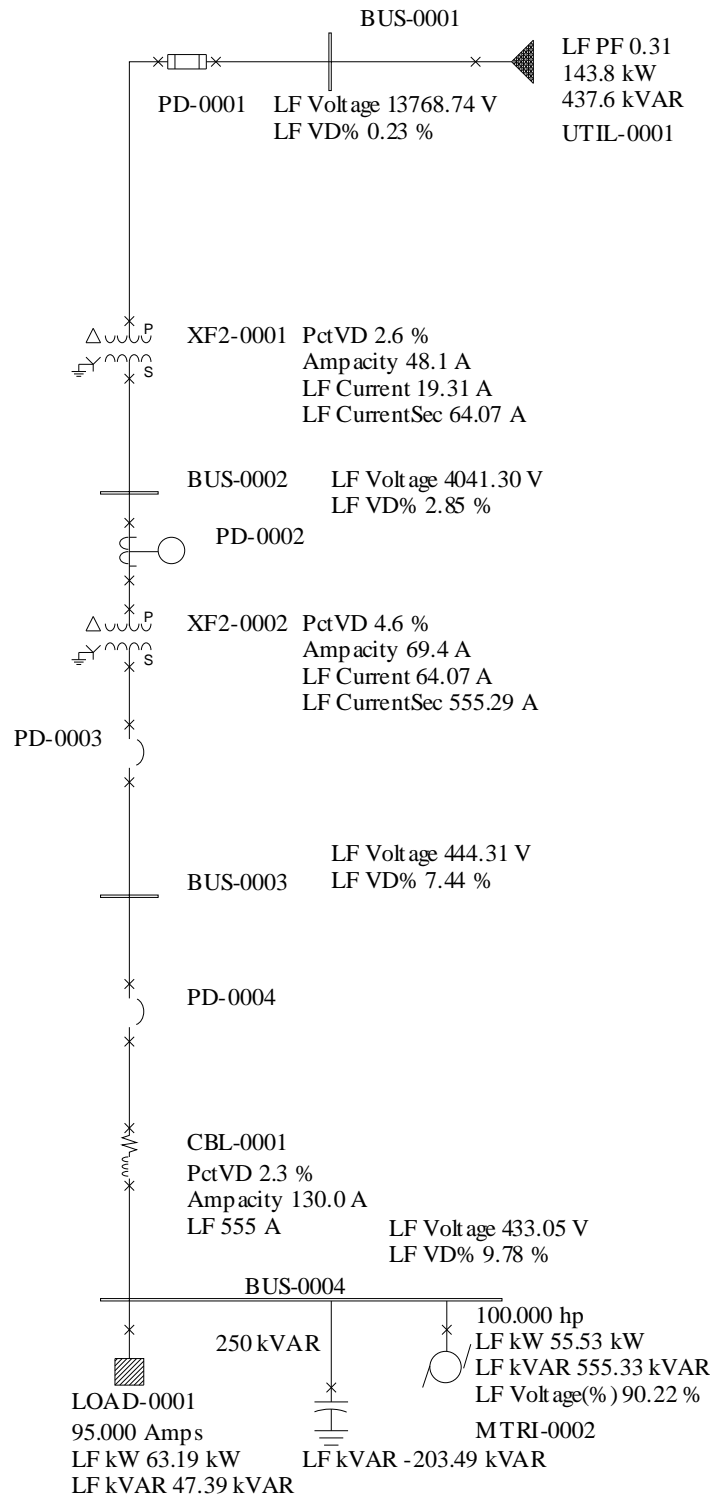 BUS-0001
LF PF 0.31
143.8 kW
437.6 kVAR
UTIL-0001
PD-0001
LF Voltage 13768.74 V
LF VD% 0.23 %
P
S
XF2-0001
PctVD 2.6 %
Ampacity 48.1 A
LF Current 19.31 A
LF CurrentSec 64.07 A
BUS-0002
LF Voltage 4041.30 V
LF VD% 2.85 %
PD-0002
P
S
XF2-0002
PctVD 4.6 %
Ampacity 69.4 A
LF Current 64.07 A
LF CurrentSec 555.29 A
PD-0003
LF Voltage 444.31 V
LF VD% 7.44 %
BUS-0003
PD-0004
CBL-0001
PctVD 2.3 %
Ampacity 130.0 A
LF 555 A
LF Voltage 433.05 V
LF VD% 9.78 %
BUS-0004
250 kVAR
100.000 hp
LF kW 55.53 kW
LF kVAR 555.33 kVAR
LF Voltage(%) 90.22 %
MTRI-0002
LOAD-0001
95.000 Amps
LF kW 63.19 kW
LF kVAR 47.39 kVAR
LF kVAR -203.49 kVAR